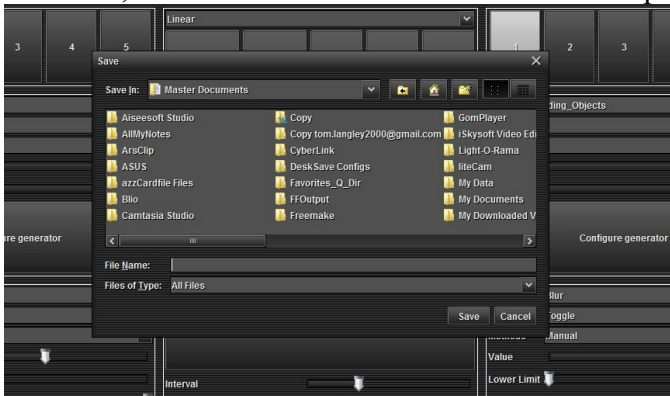 Linear
3
4
5
1
2
3
Save
Save In:
Master Documents
ding_Objects
Aiseesoft Studio
AllMyNotes
ArsClip
ASUS
azzCardfile Files
Blio
Camtasia Studio
Copy
Copy tom.langley2000@gmail.com
CyberLink
DeskSave Configs
Favorites_Q_Dir
FFOutput
Freemake
GomPlayer
iSkysoft Video Edi
Light-O-Rama
liteCam
My Data
My Documents
My Downloaded V
ure generator
Configure generator
File Name:
Files of Type:
All Files
Save
Cancel
Blur
Toggle
Manual
Value
Interval
Lower Limit